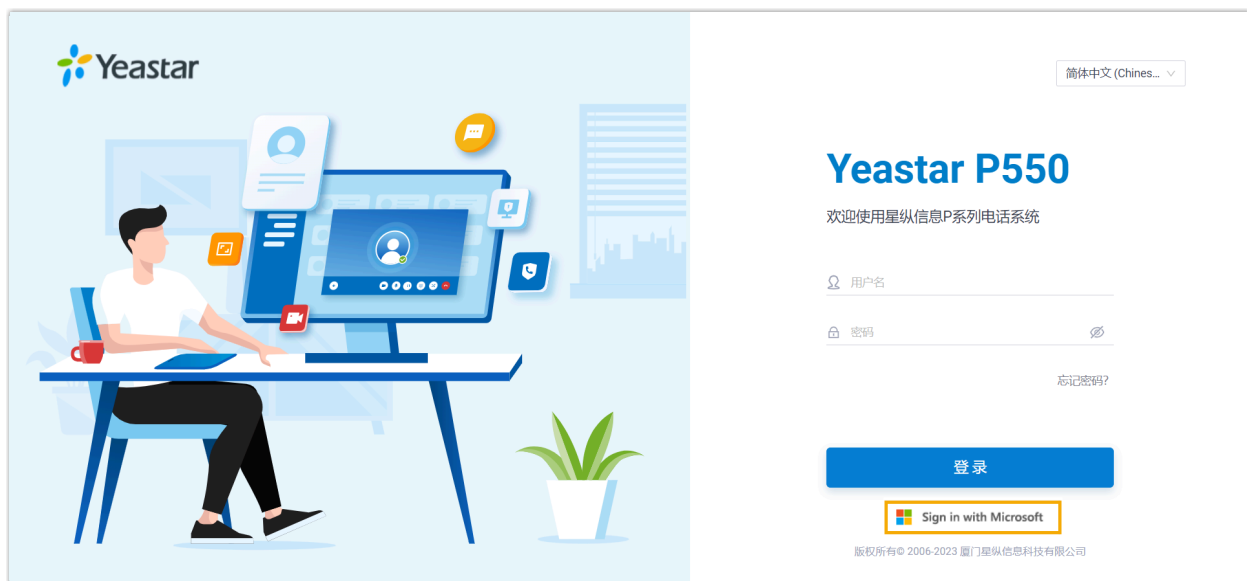 Yeastar
简体中文 (Chines...
Yeastar P550
欢迎使用星纵信息P系列电话系统
用户名
密码
忘记密码?
登录
Sign in with Microsoft
版权所有© 2006-2023 厦门星纵信息科技有限公司